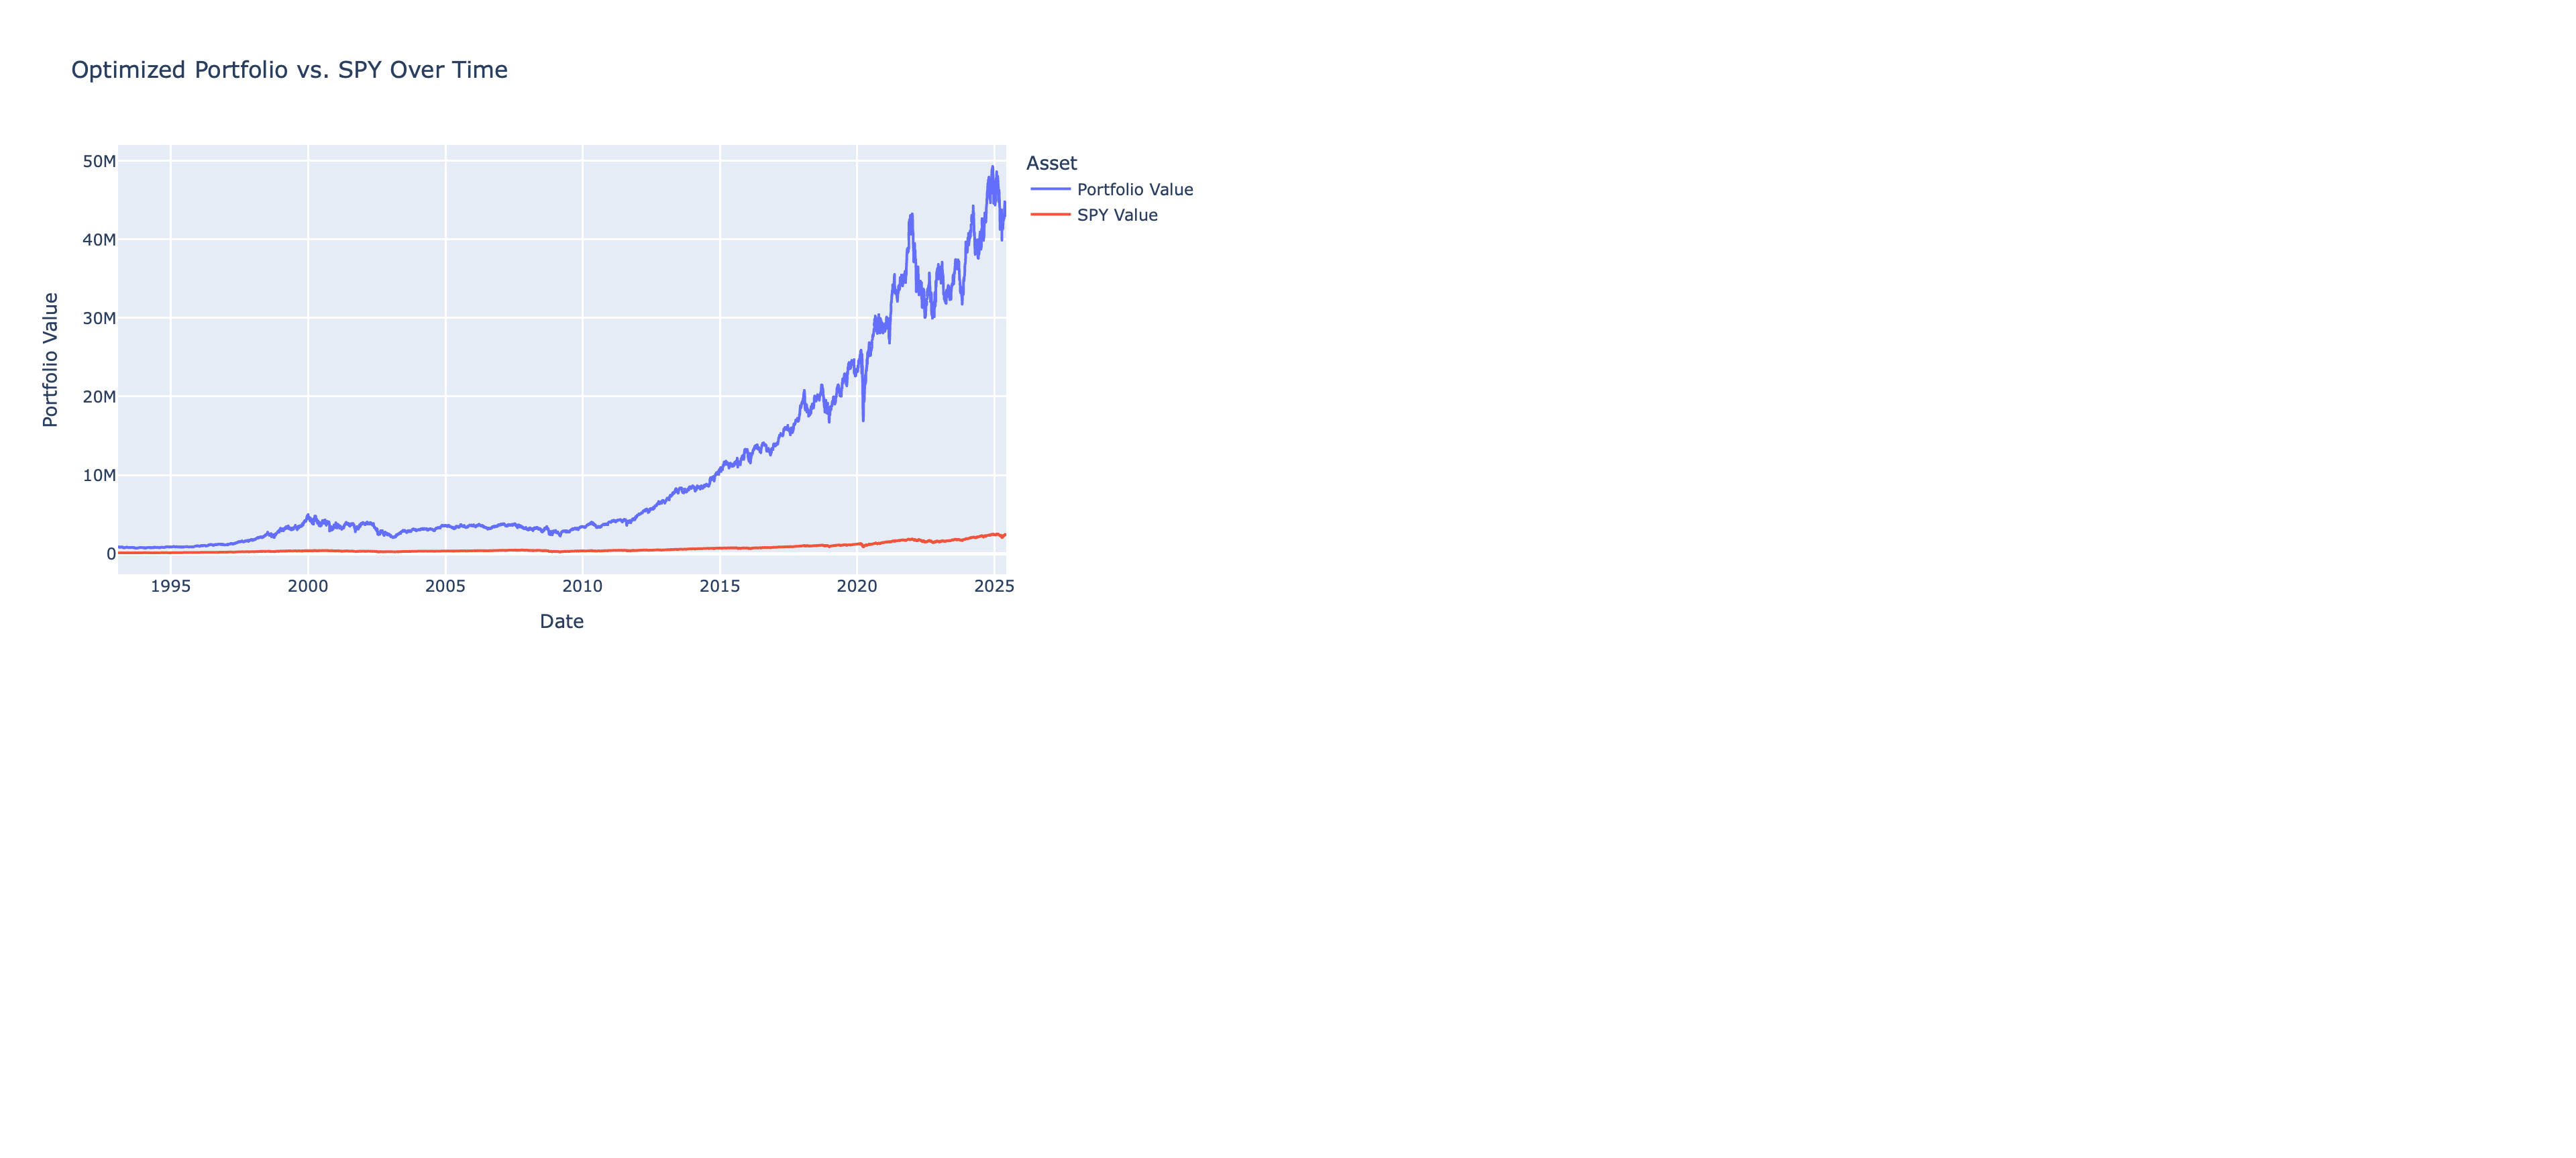 Optimized Portfolio vs. SPY Over Time
Asset
Portfolio Value
SPY Value
Portfolio Value
50M
40M
30M
20M
10M
0
1995 2000 2005 2010 2015 2020 2025
Date